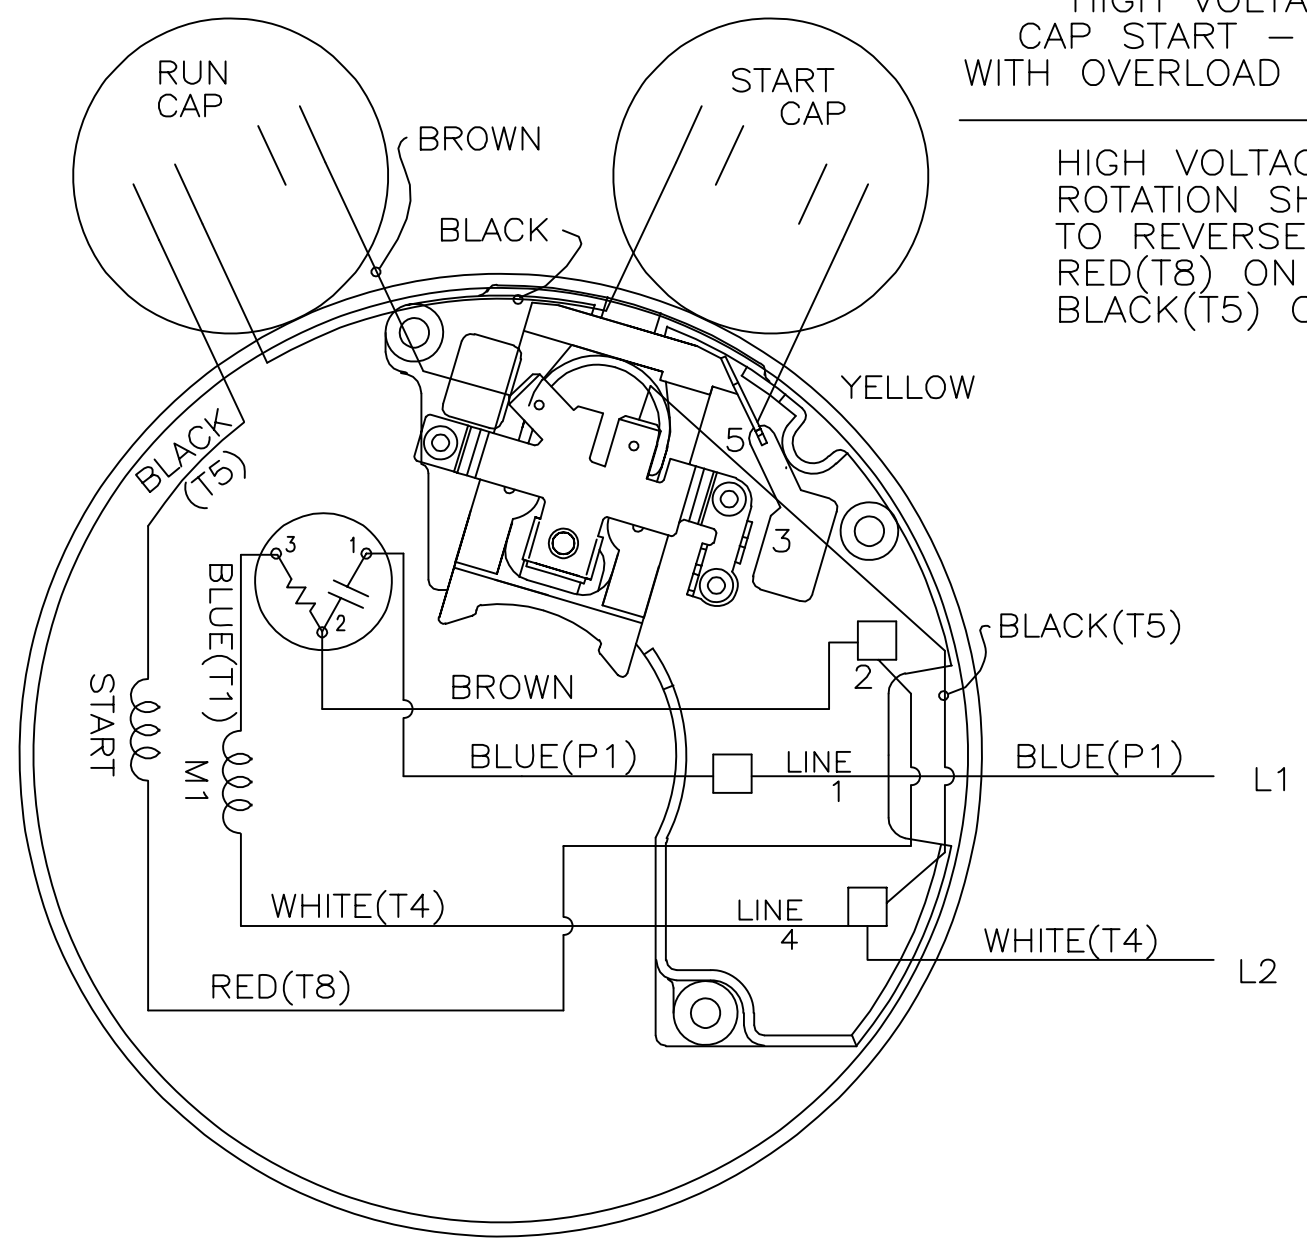 HIGH
CAP START –
WITH OVERLOAD
HIGH
ROTATION
TO REVERSE
RED(T8) ON
BLACK(T5)
RUN
CAP
START
CAP
BROWN
BLACK
YELLOW
5
3
BLACK
(T5)
3
1
2
BLUE(T1)
START
M1
BROWN
2
BLACK(T5)
BLUE(P1)
LINE
1
BLUE(P1)
L1
WHITE(T4)
LINE
4
WHITE(T4)
L2
RED(T8)